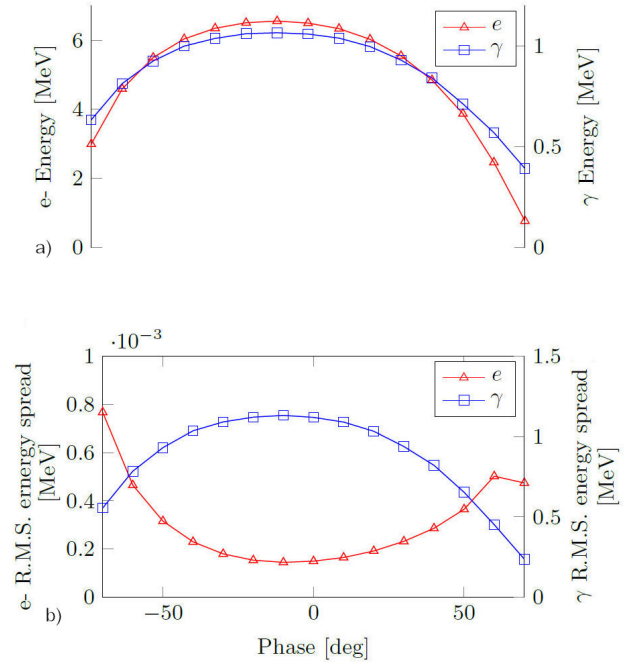 e
γ
6
4
2
0
e- Energy [MeV]
1
0.5
0
γ Energy [MeV]
a)
·10−3
e
γ
1
0.8
0.6
0.4
0.2
0
e- R.M.S. ernergy spread
[MeV]
1.5
1
0.5
0
γ R.M.S. energy spread
[MeV]
b)
−50
0
50
Phase [deg]